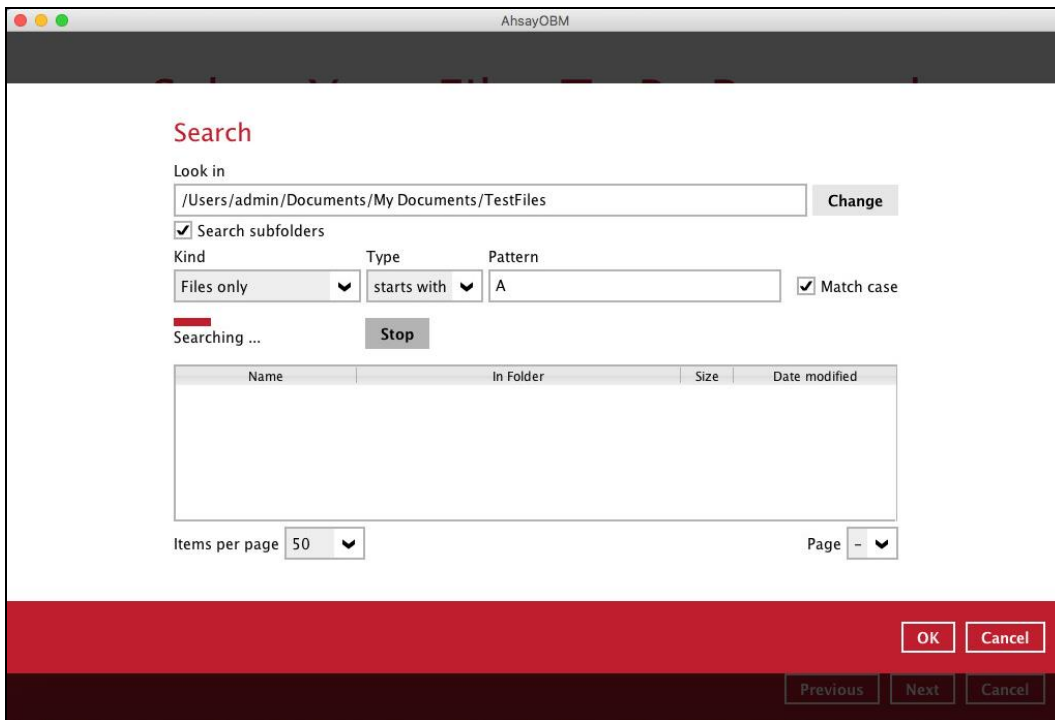 AhsayOBM
Search
Look in
/Users/admin/Documents/My Documents/TestFiles
Change
Search subfolders
Kind Type Pattern
Files only starts with A Match case
Searching ... Stop
Name In Folder Size Date modified
Items per page 50 Page -
OK Cancel
Previous Next Cancel